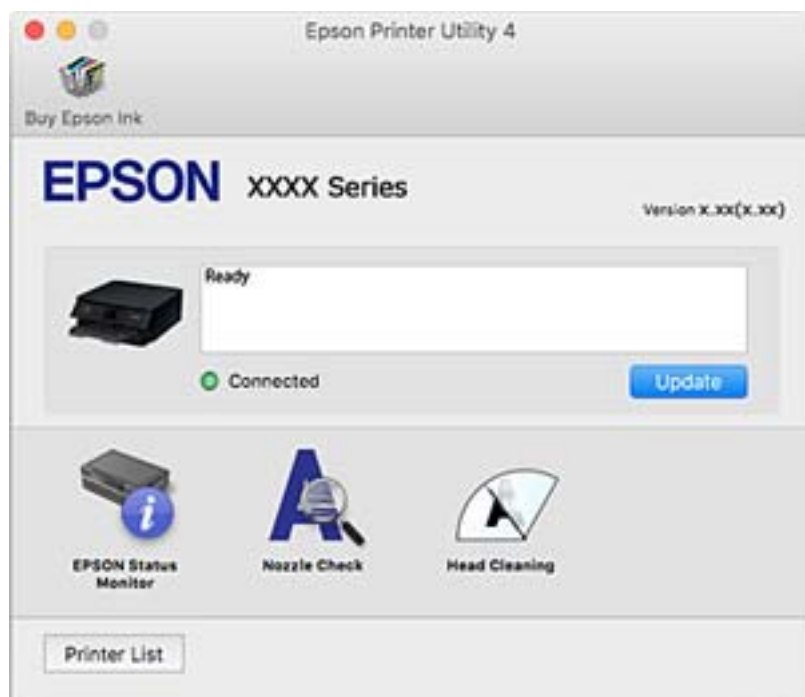 Epson Printer Utility 4
Buy Epson Ink
EPSON XXXX Series
Version x.xx(x.xx)
Ready
Connected
Update
EPSON Status
Monitor
Nozzle Check
Head Cleaning
Printer List